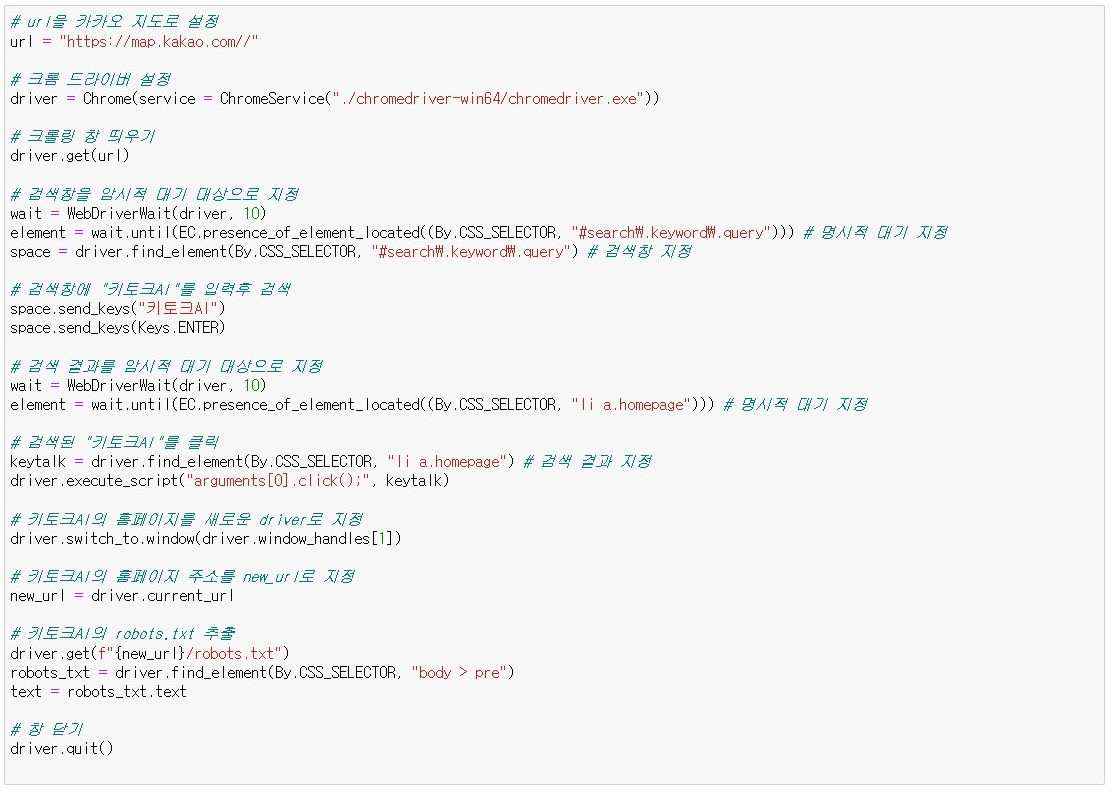 # url을 카카오 지도로 설정
url = "https://map.kakao.com//"
# 크롬 드라이버 설정
driver = Chrome(service = ChromeService("./chromedriver-win64/chromedriver.exe"))
# 크롤링 창 띄우기
driver.get(url)
# 검색창을 암시적 대기 대상으로 지정
wait = WebDriverWait(driver, 10)
element = wait.until(EC.presence_of_element_located((By.CSS_SELECTOR, "#search₩.keyword₩.query"))) # 명시적 대기 지정
space = driver.find_element(By.CSS_SELECTOR, "#search₩.keyword₩.query") # 검색창 지정
# 검색창에 "키토크AI"를 입력후 검색
space.send_keys("키토크AI")
space.send_keys(Keys.ENTER)
# 검색 결과를 암시적 대기 대상으로 지정
wait = WebDriverWait(driver, 10)
element = wait.until(EC.presence_of_element_located((By.CSS_SELECTOR, "li a.homepage"))) # 명시적 대기 지정
# 검색된 "키토크AI"를 클릭
keytalk = driver.find_element(By.CSS_SELECTOR, "li a.homepage") # 검색 결과 지정
driver.execute_script("arguments[0].click();", keytalk)
# 키토크AI의 홈페이지를 새로운 driver로 지정
driver.switch_to.window(driver.window_handles[1])
# 키토크AI의 홈페이지 주소를 new_url로 지정
new_url = driver.current_url
# 키토크AI의 robots.txt 추출
driver.get(f"{new_url}/robots.txt")
robots_txt = driver.find_element(By.CSS_SELECTOR, "body > pre")
text = robots_txt.text
# 창 닫기
driver.quit()